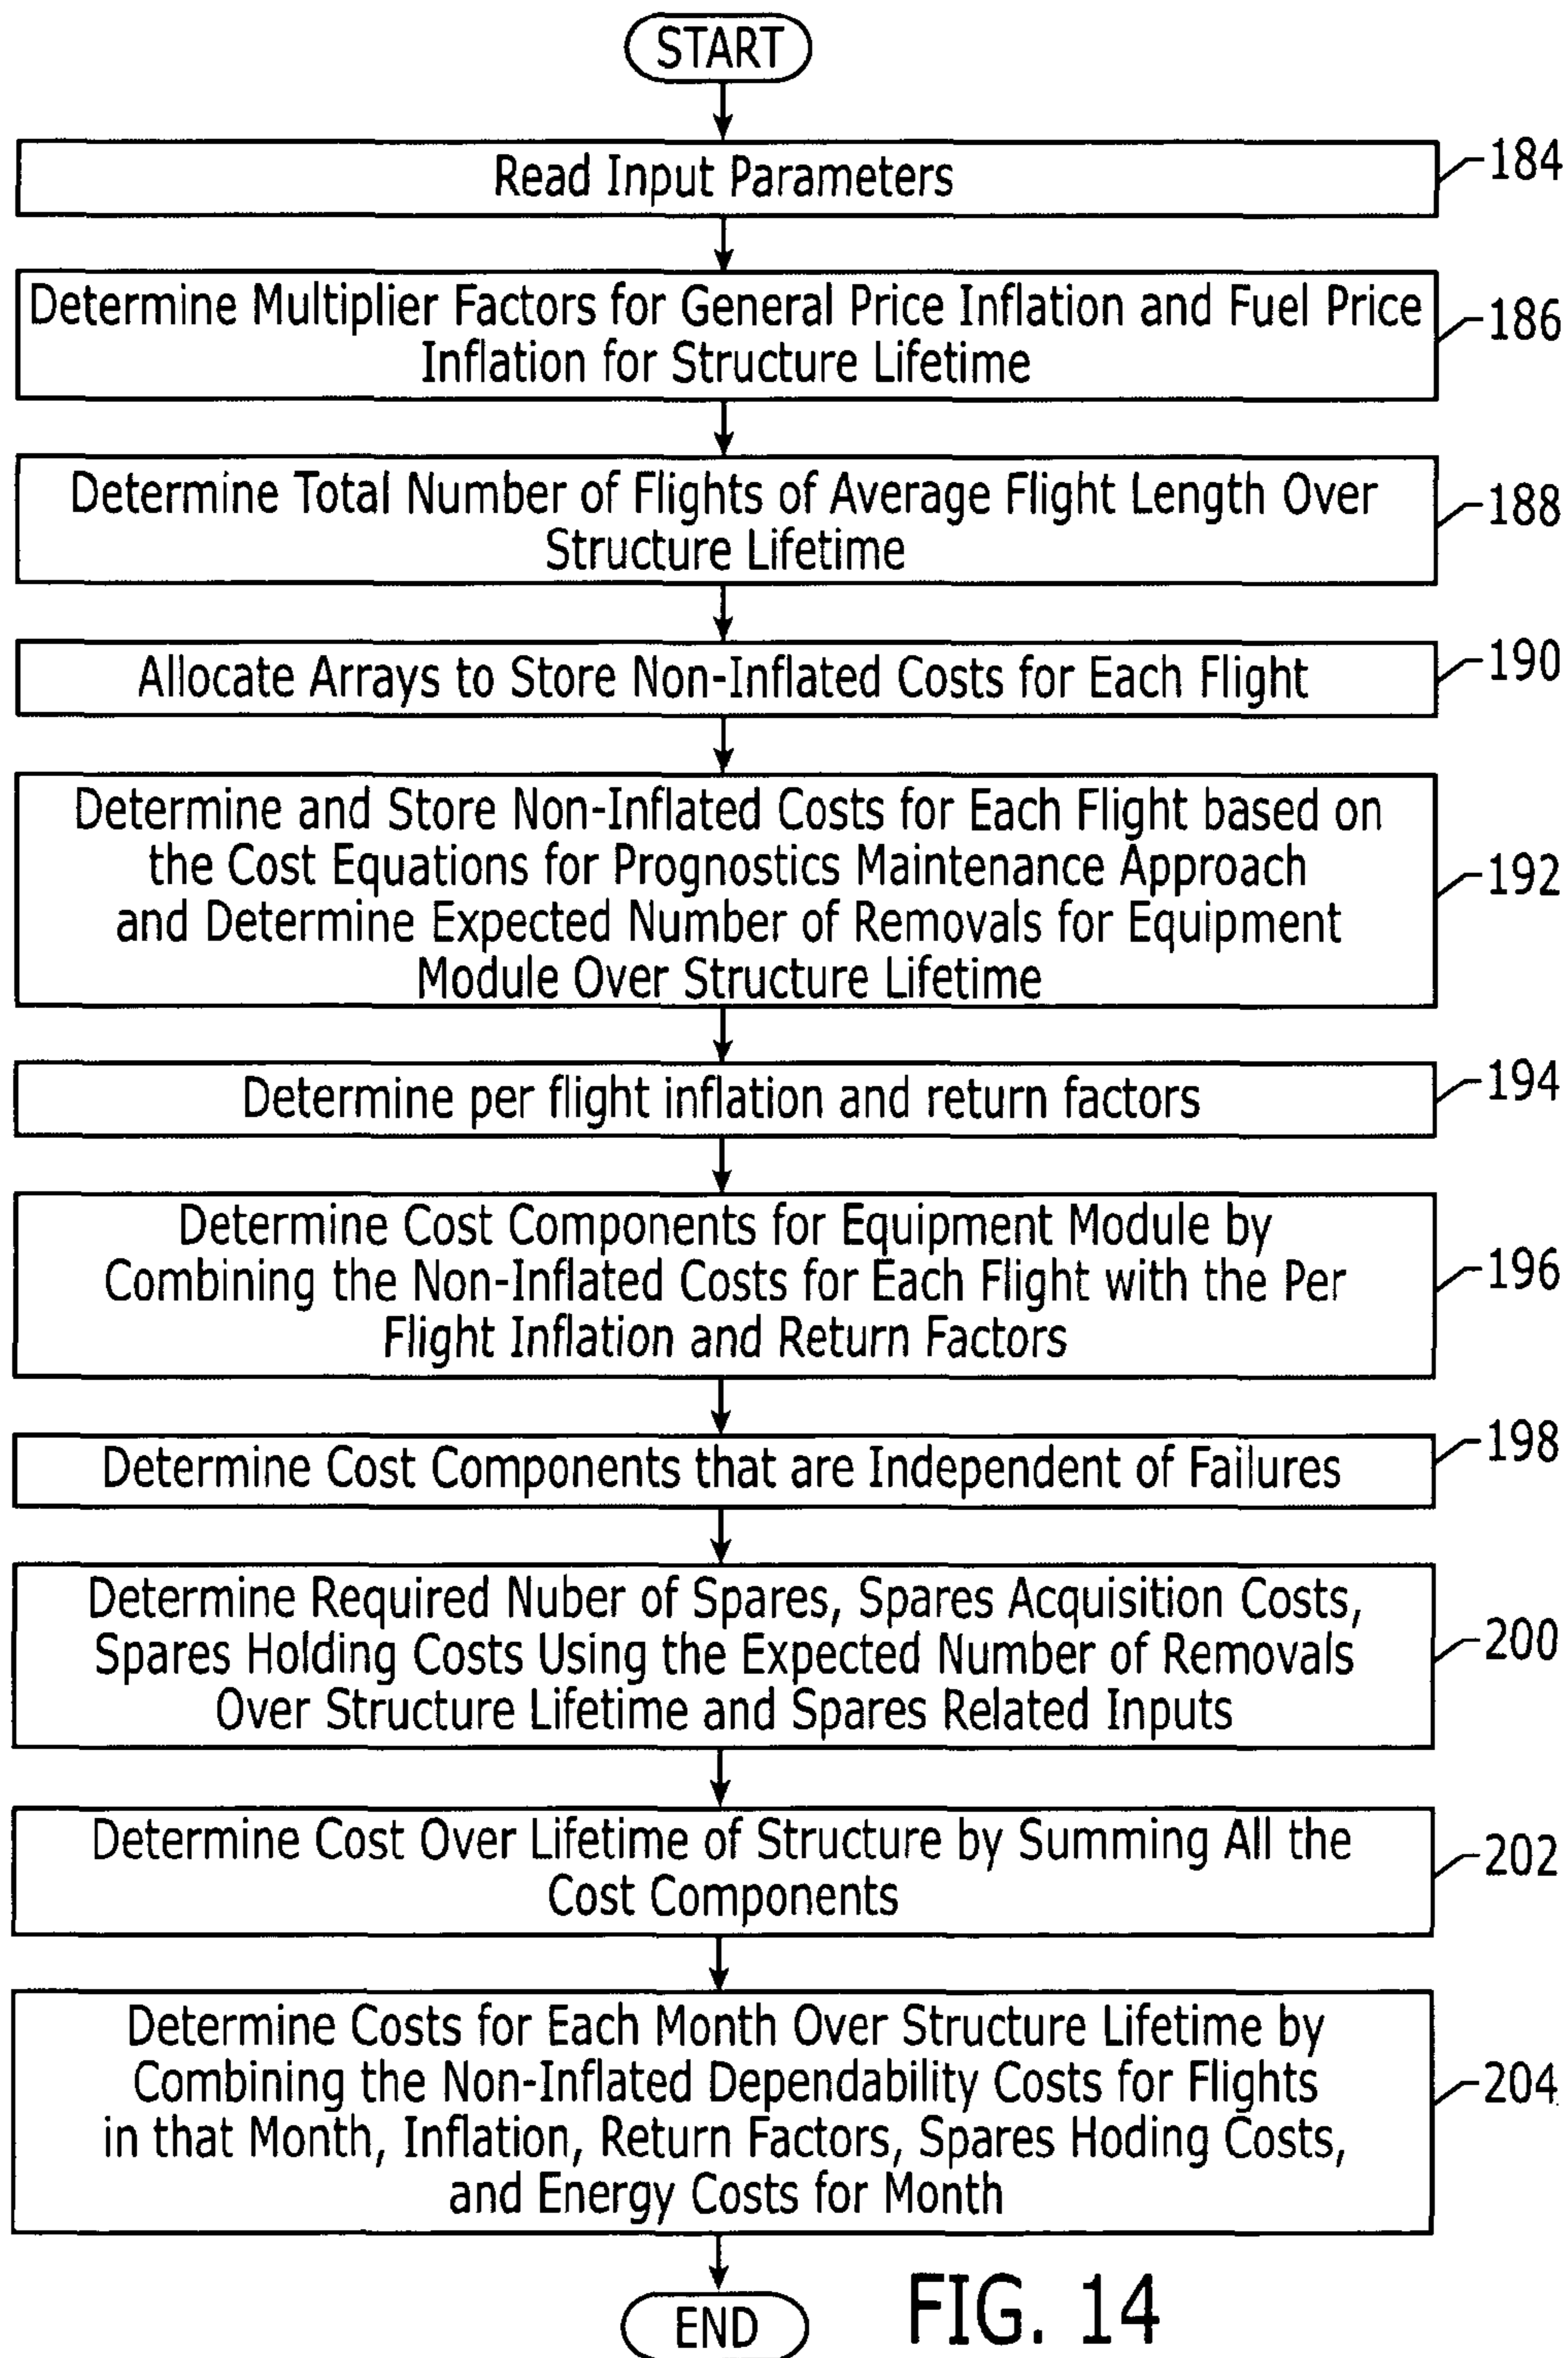 START
Read Input Parameters
184
Determine Multiplier Factors for General Price Inflation and Fuel Price
Inflation for Structure Lifetime
186
Determine Total Number of Flights of Average Flight Length Over
Structure Lifetime
188
Allocate Arrays to Store Non-Inflated Costs for Each Flight
190
Determine and Store Non-Inflated Costs for Each Flight based on
the Cost Equations for Prognostics Maintenance Approach
and Determine Expected Number of Removals for Equipment
Module Over Structure Lifetime
192
Determine per flight inflation and return factors
194
Determine Cost Components for Equipment Module by
Combining the Non-Inflated Costs for Each Flight with the Per
Flight Inflation and Return Factors
196
Determine Cost Components that are Independent of Failures
198
Determine Required Nuber of Spares, Spares Acquisition Costs,
Spares Holding Costs Using the Expected Number of Removals
Over Structure Lifetime and Spares Related Inputs
200
Determine Cost Over Lifetime of Structure by Summing All the
Cost Components
202
Determine Costs for Each Month Over Structure Lifetime by
Combining the Non-Inflated Dependability Costs for Flights
in that Month, Inflation, Return Factors, Spares Hoding Costs,
and Energy Costs for Month
204
END
FIG. 14